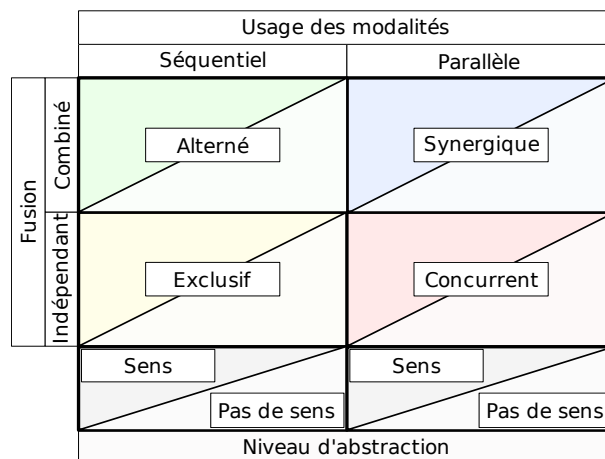 Usage des modalités
Séquentiel
Parallèle
Fusion
Combiné
Alterné
Synergique
Indépendant
Exclusif
Concurrent
Sens
Sens
Pas de sens
Pas de sens
Niveau d'abstraction